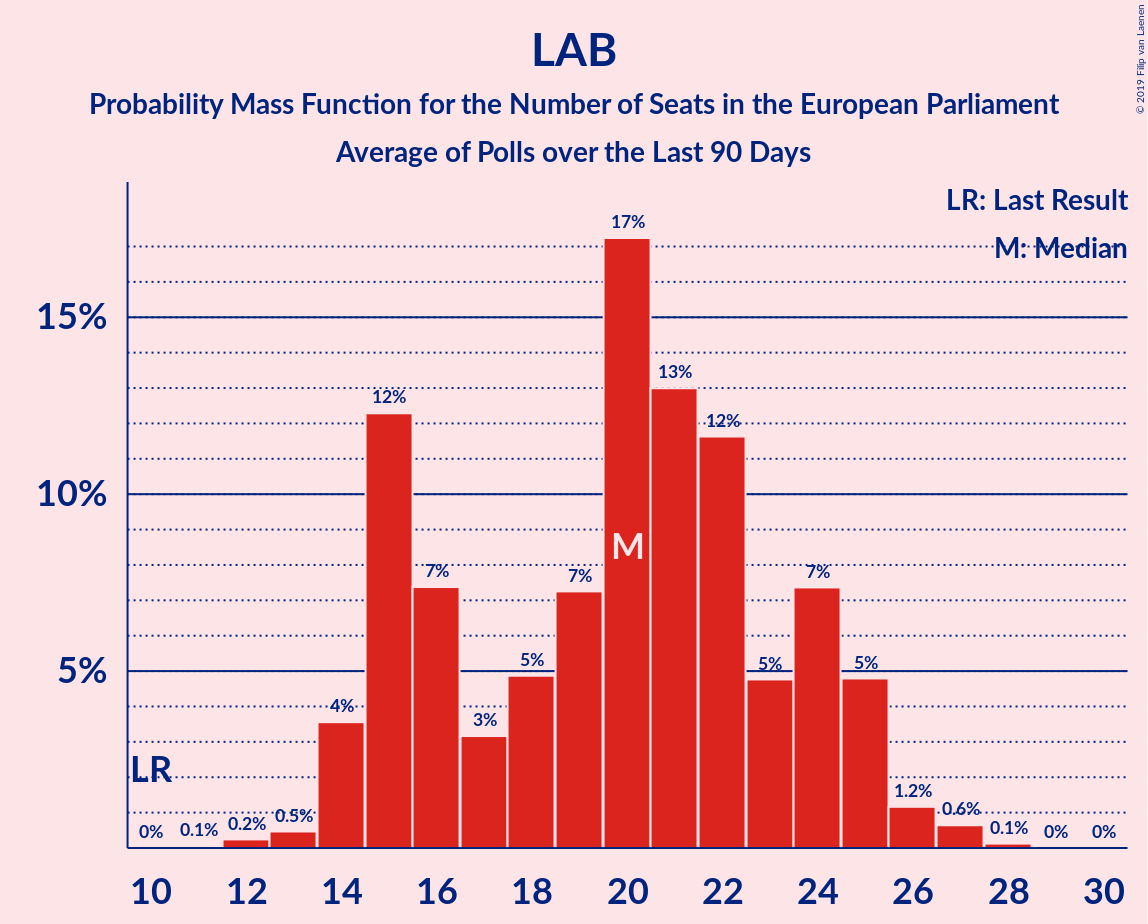 LAB
Probability Mass Function for the Number of Seats in the European Parliament
Average of Polls over the Last 90 Days
© 2019 Filip van Laenen
LR: Last Result
M: Median
15%
10%
5%
17%
13%
12%
12%
7%
7%
7%
5%
5%
5%
4%
3%
M
LR
0%
0.1%
0.2%
0.5%
1.2%
0.6%
0.1%
0%
0%
10 12 14 16 18 20 22 24 26 28 30